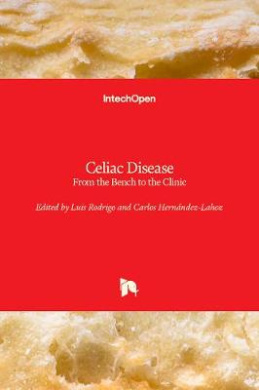 IntechOpen
Celiac Disease
From the Bench to the Clinic
Edited by Luis Rodrigo and Carlos Hernández-Lahoz